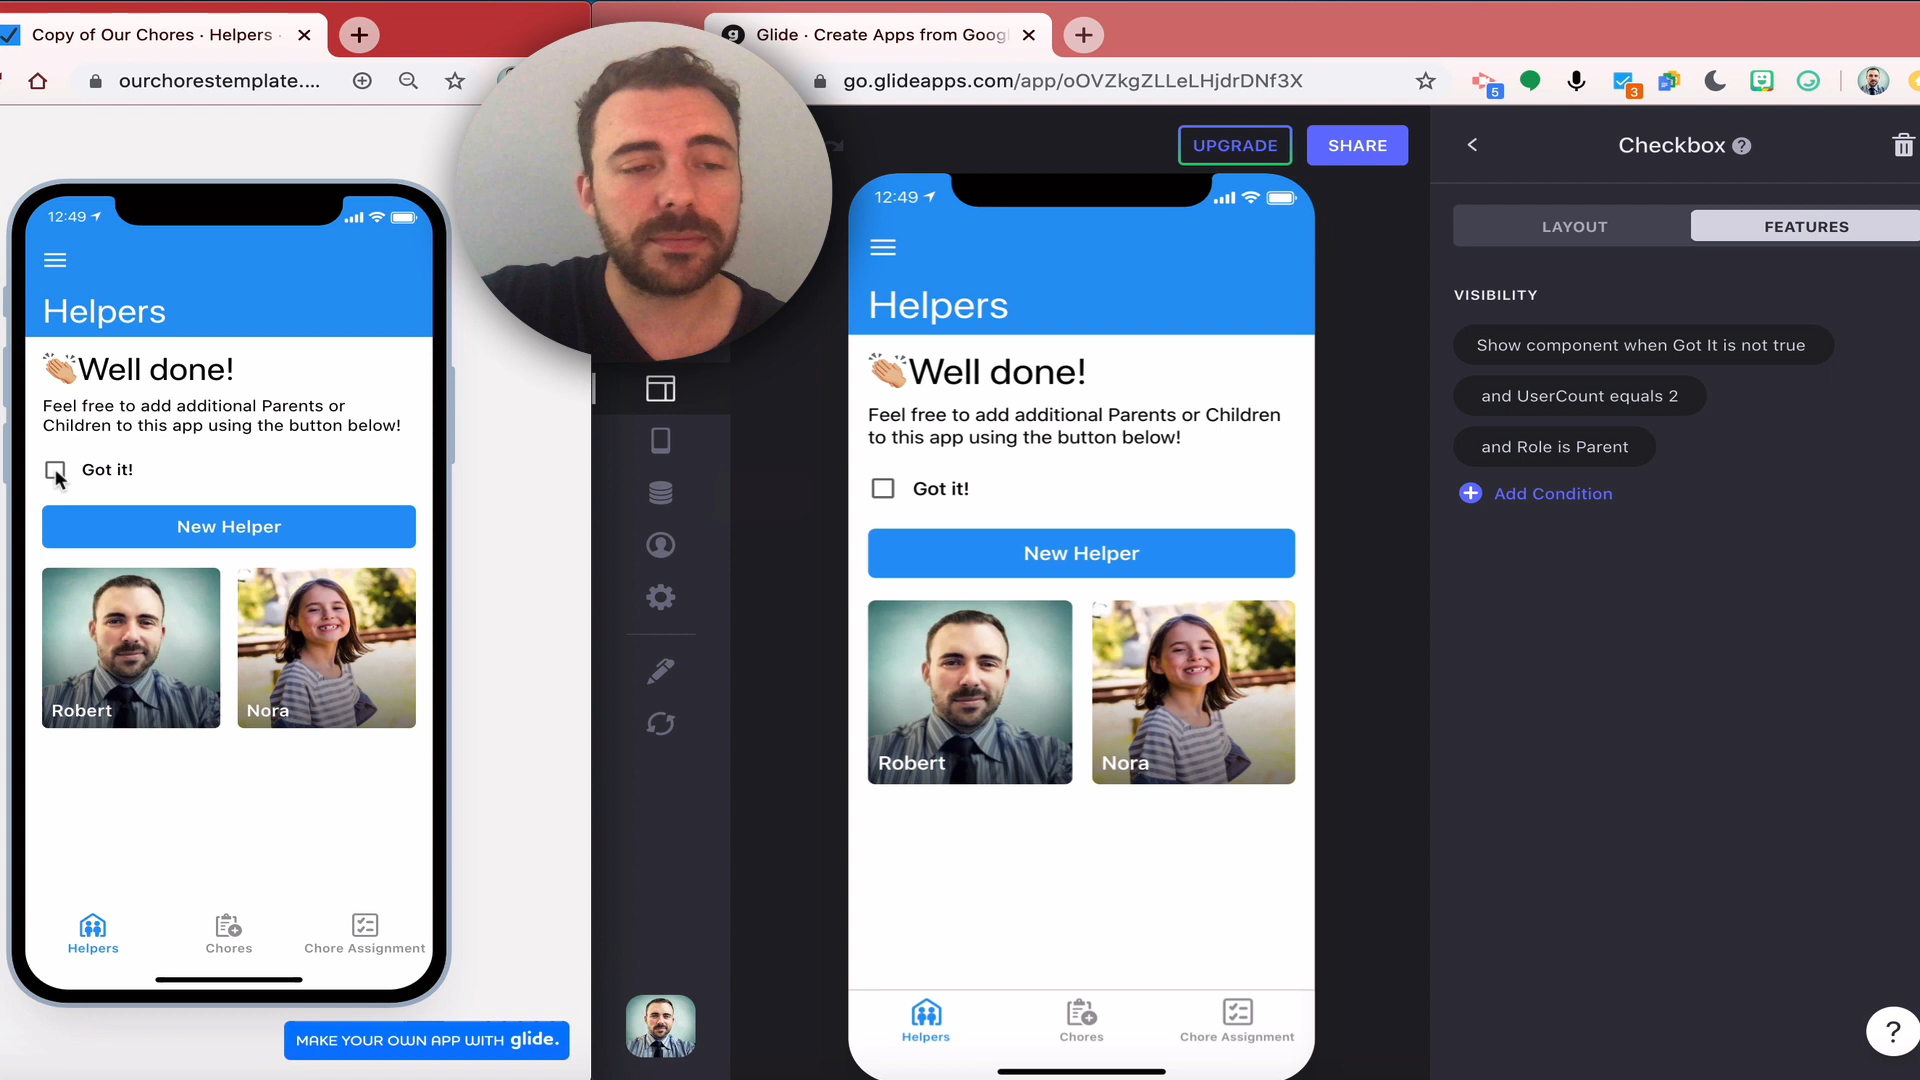 Copy of Our Chores · Helpers ·
Glide · Create Apps from Goog
ourchorestemplate....
go.glideapps.com/app/oOVZkgZLLeLHjdrDNf3X
5
3
UPGRADE
SHARE
Checkbox ?
LAYOUT
FEATURES
VISIBILITY
Show component when Got It is not true
and UserCount equals 2
and Role is Parent
Add Condition
12:49
Helpers
👏Well done!
Feel free to add additional Parents or
Children to this app using the button below!
Got it!
New Helper
Robert
Nora
Helpers
Chores
Chore Assignment
MAKE YOUR OWN APP WITH glide.
12:49
Helpers
👏Well done!
Feel free to add additional Parents or Children
to this app using the button below!
Got it!
New Helper
Robert
Nora
Helpers
Chores
Chore Assignment
?